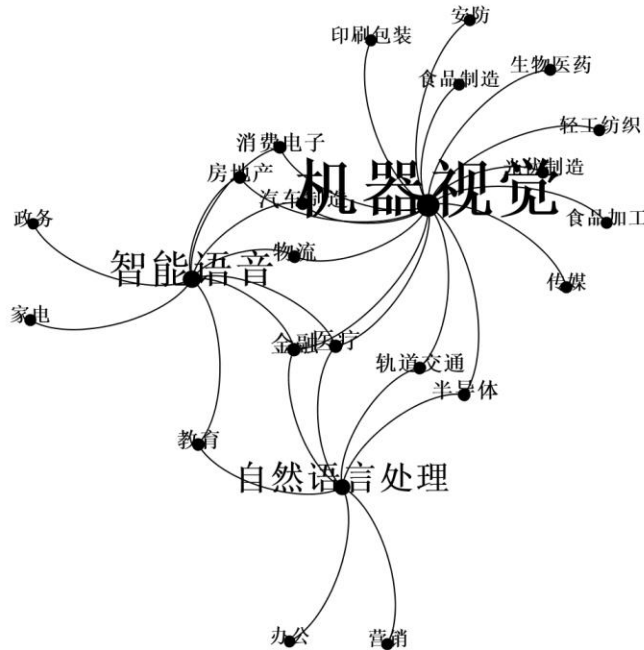 安防
印刷包装
生物医药
食品制造
轻工纺织
消费电子
制造
房地产
机器视觉
汽车制造
食品加工
政务
物流
智能语音
传媒
家电
金融
医疗
轨道交通
半导体
教育
自然语言处理
办公
营销